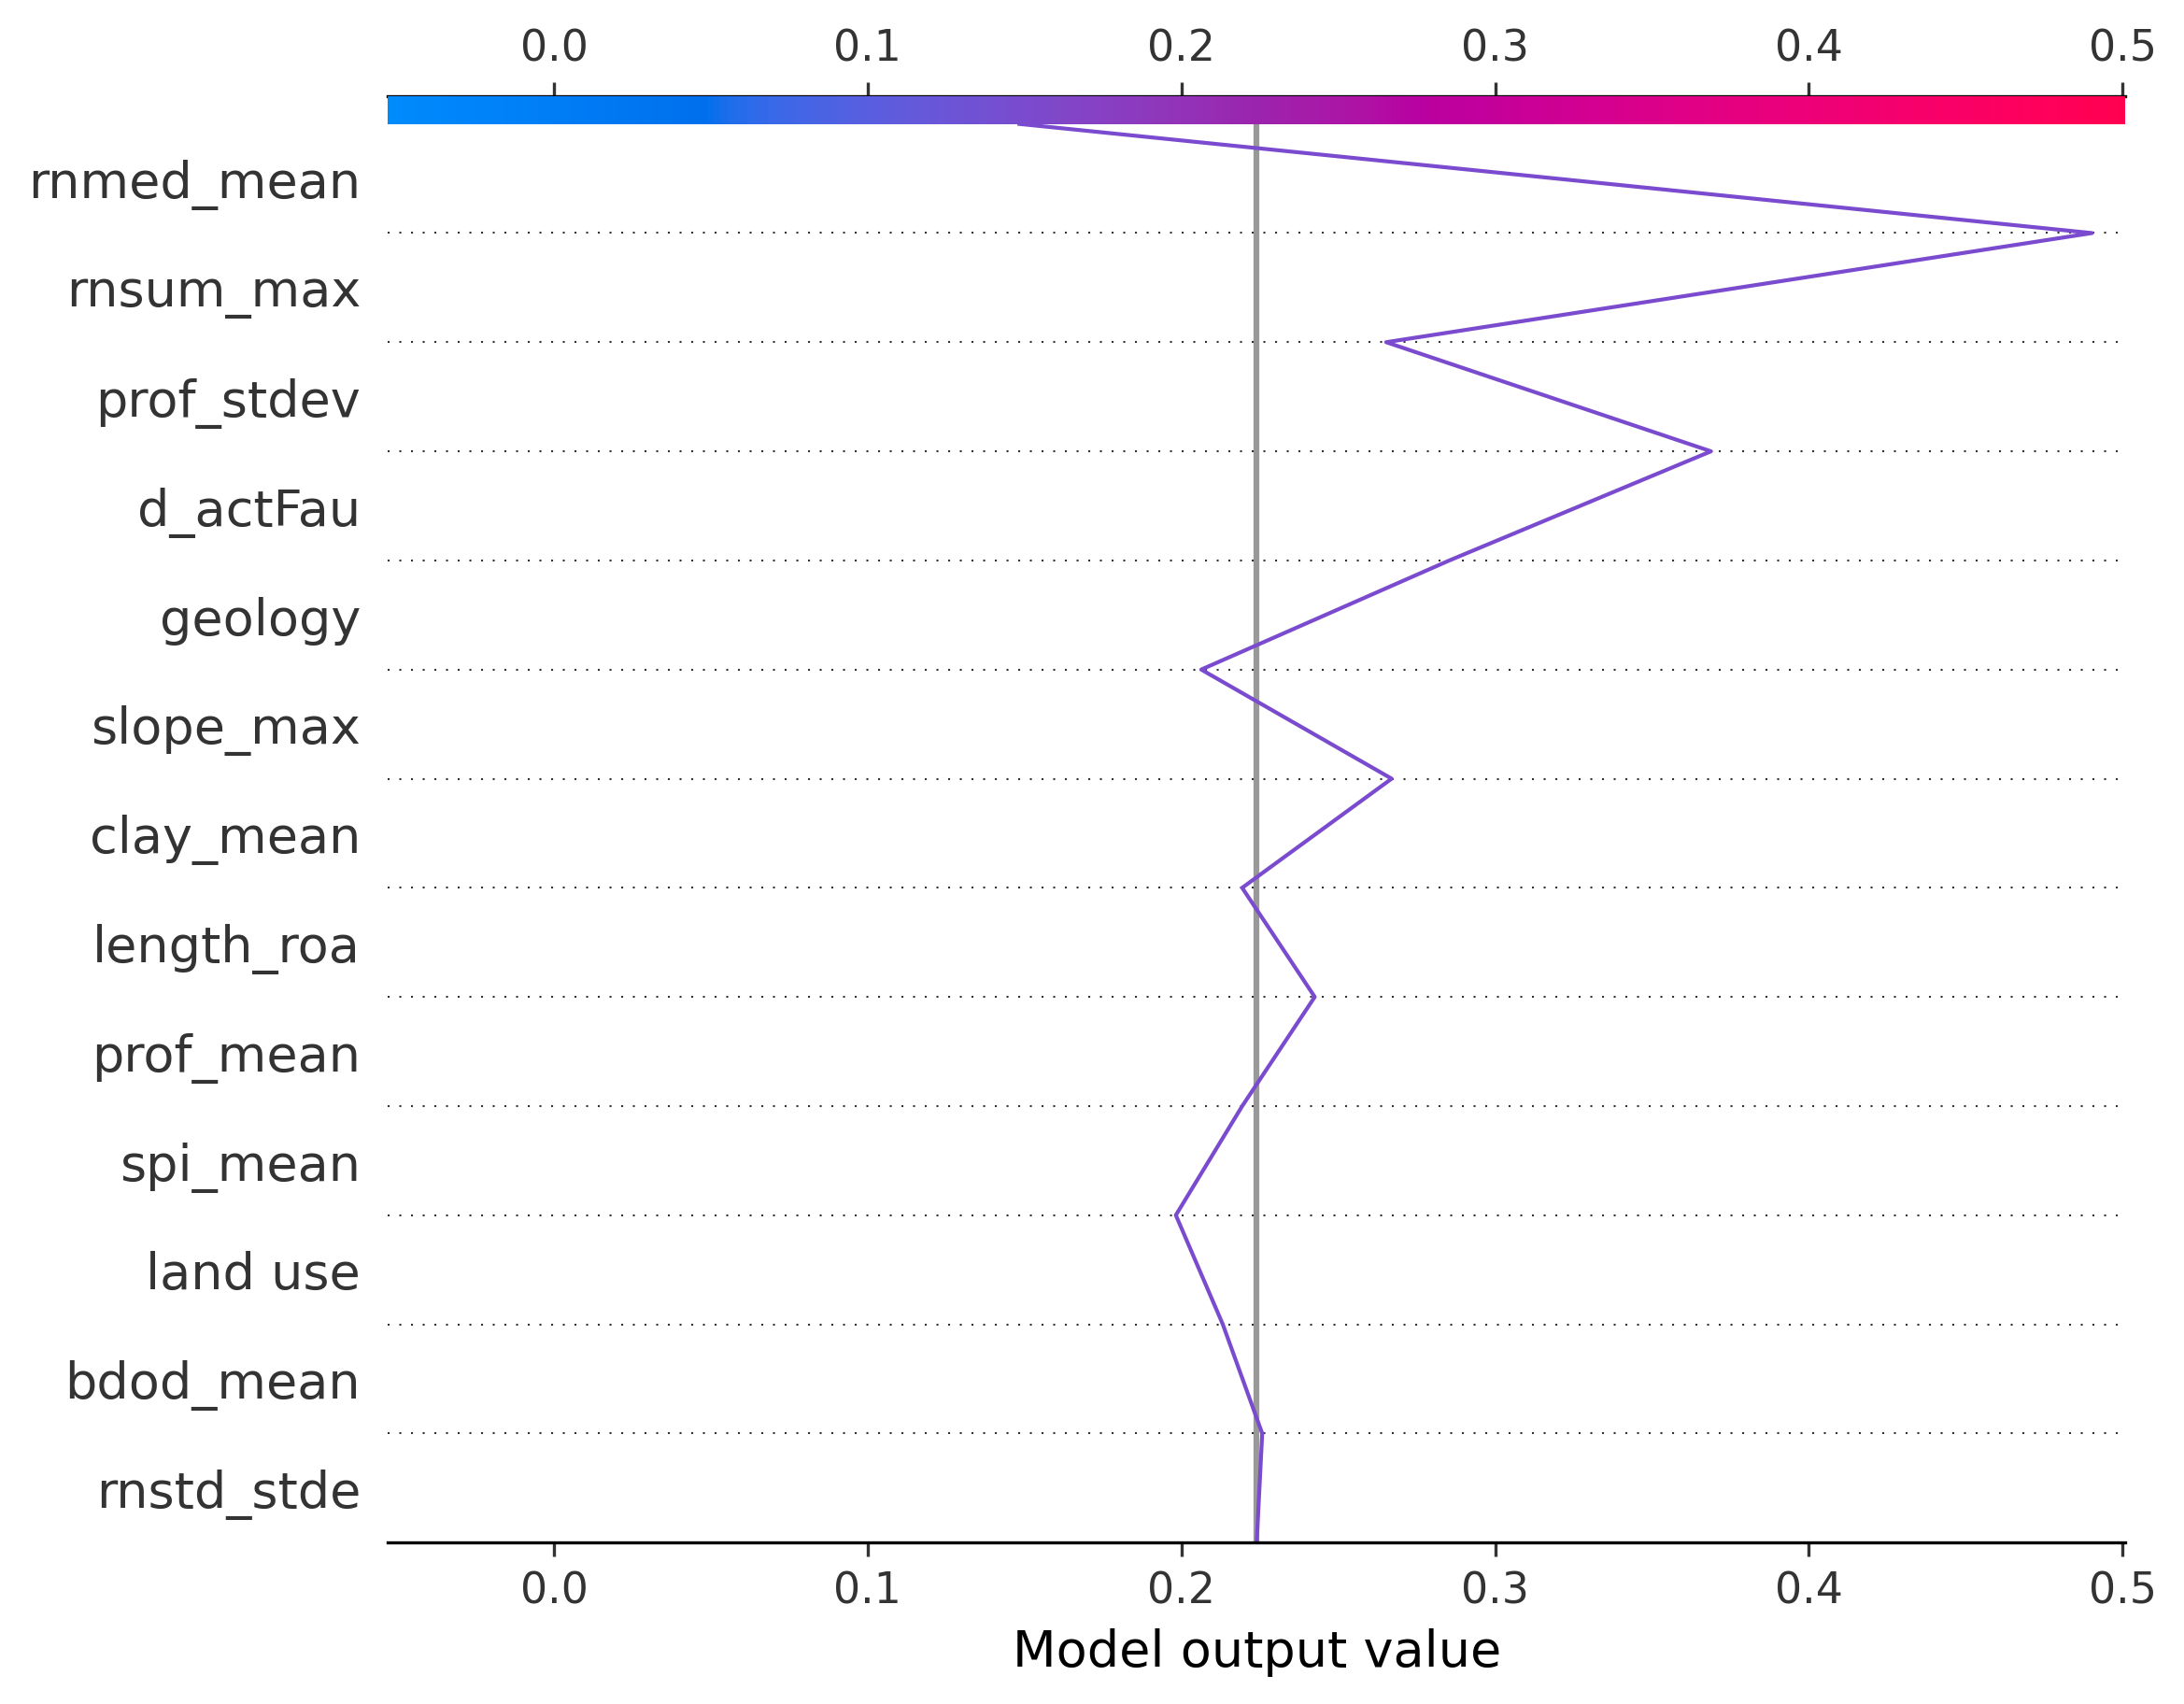 0.0 0.1 0.2 0.3 0.4 0.5
rnmed_mean
rnsum_max
prof_stdev
d_actFau
geology
slope_max
clay_mean
length_roa
prof_mean
spi_mean
land use
bdod_mean
rnstd_stde
0.0 0.1 0.2 0.3 0.4 0.5
Model output value